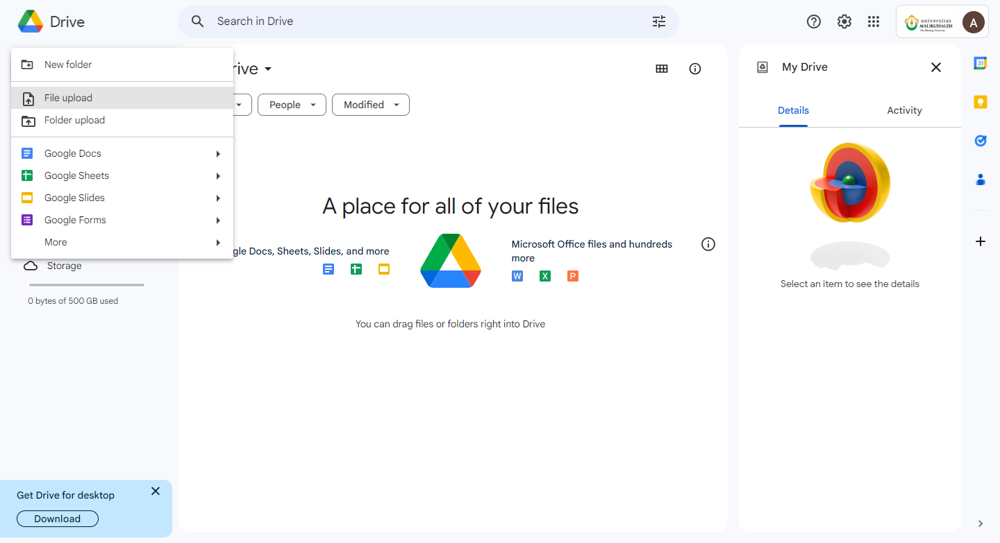 Drive
Search in Drive
universitas
MALIKUSSALEH
A
New folder
File upload
Folder upload
Google Docs
Google Sheets
Google Slides
Google Forms
More
Storage
0 bytes of 500 GB used
Get Drive for desktop
Download
rive
People
Modified
A place for all of your files
gle Docs, Sheets, Slides, and more
Microsoft Office files and hundreds
more
W X P
You can drag files or folders right into Drive
My Drive
Details Activity
Select an item to see the details
31